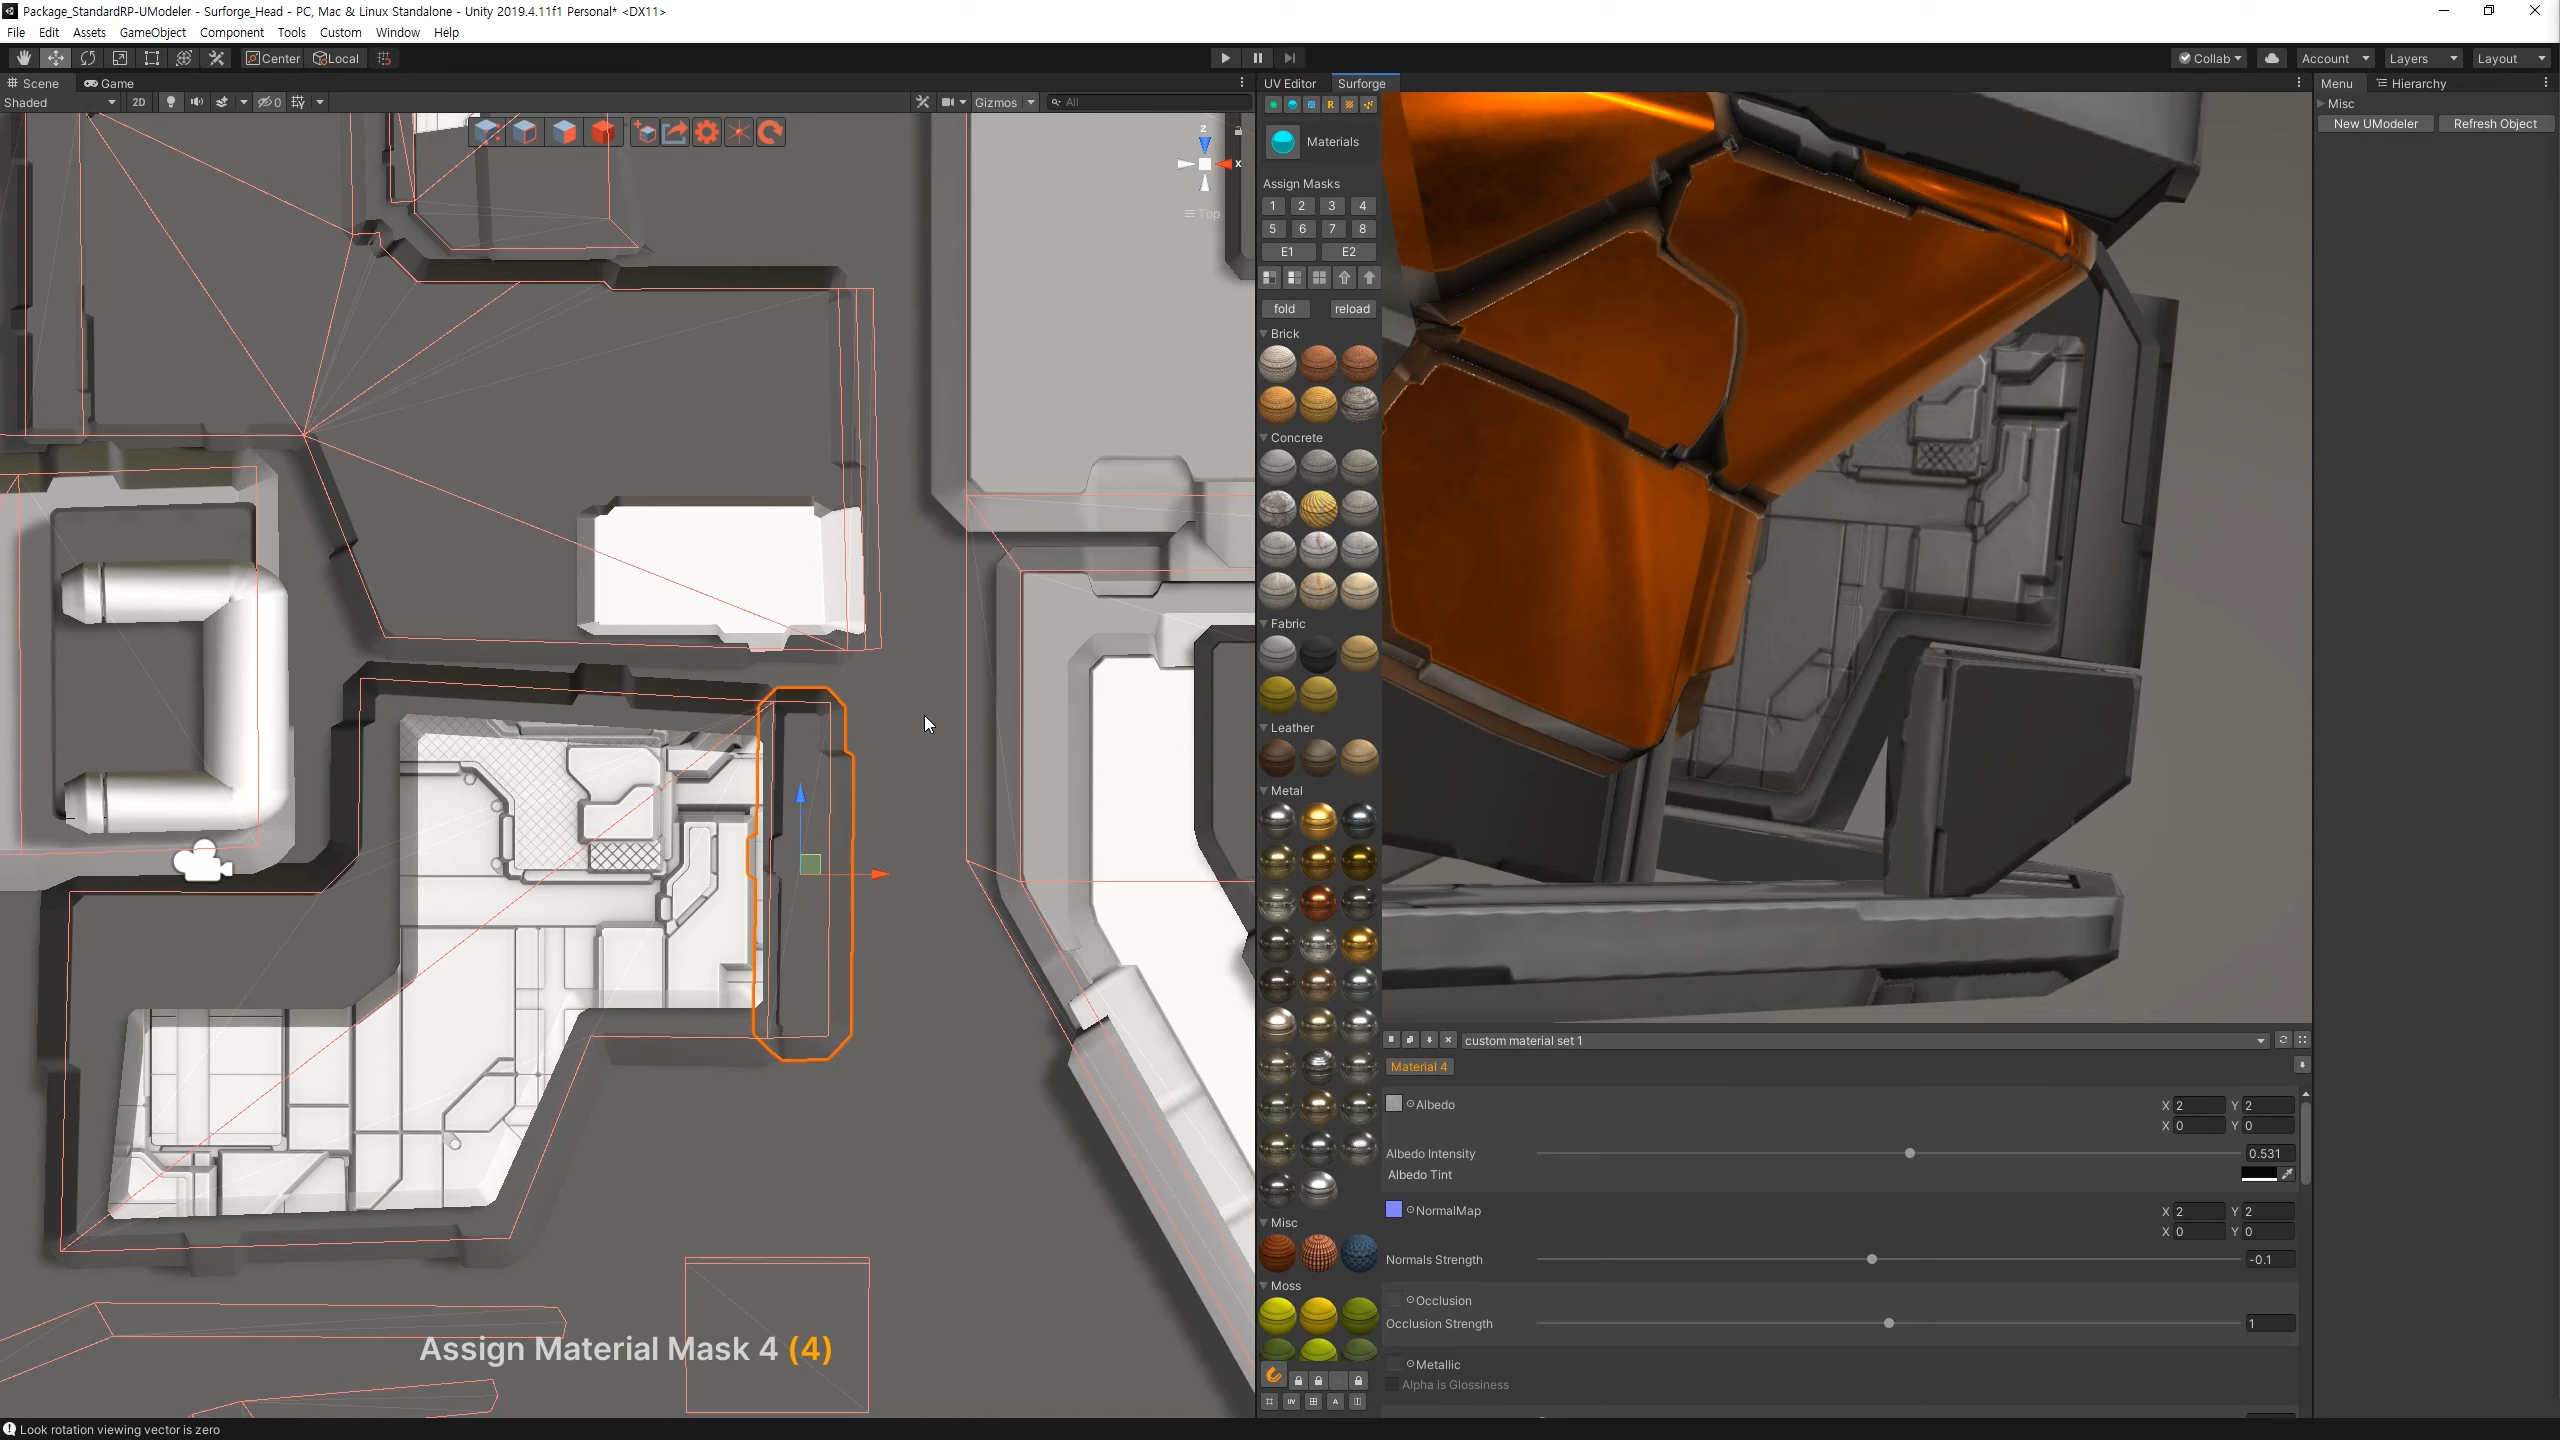 Package_StandardRP-UModeler - Surforge_Head - PC, Mac & Linux Standalone - Unity 2019.4.11f1 Personal* <DX11>
File Edit Assets GameObject Component Tools Custom Window Help
Center Local Collab Account Layers Layout
Scene Game UV Editor Surforge Menu Hierarchy
Shaded 2D 0 Gizmos All
Misc
New UModeler Refresh Object
z
x
Top
R
Materials
Assign Masks
1 2 3 4
5 6 7 8
E1 E2
fold reload
Brick
Concrete
Fabric
Leather
Metal
Misc
Moss
UV A
custom material set 1
Material 4
Albedo X 2 Y 2
X 0 Y 0
Albedo Intensity 0.531
Albedo Tint
NormalMap X 2 Y 2
X 0 Y 0
Normals Strength -0.1
Occlusion
Occlusion Strength 1
Metallic
Alpha is Glossiness
Assign Material Mask 4 (4)
Look rotation viewing vector is zero